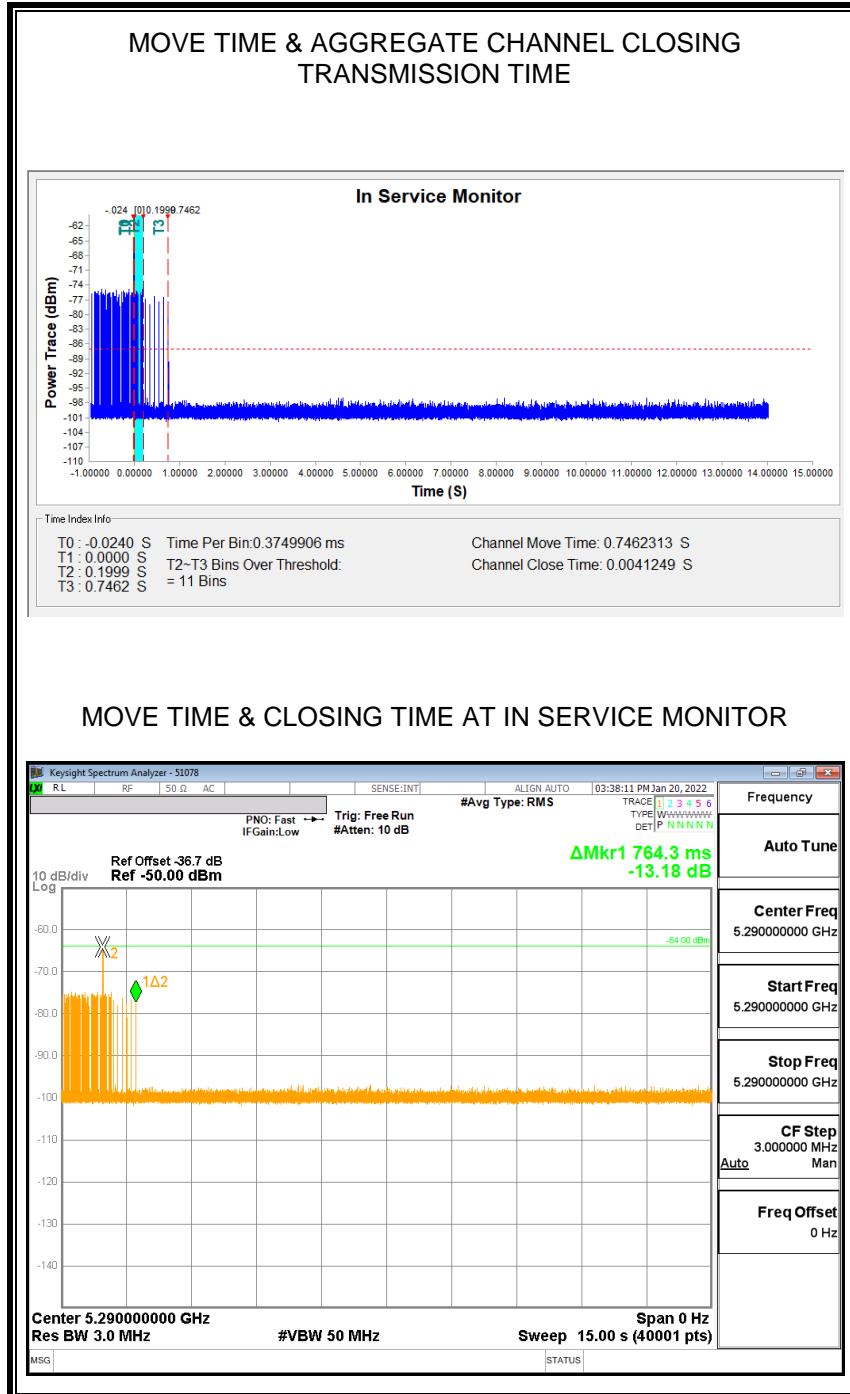 MOVE TIME & AGGREGATE CHANNEL CLOSING
TRANSMISSION TIME
In Service Monitor
-.024 [0]0.1999 0.7462
T2 T3
Power Trace (dBm)
-62
-65
-68
-71
-74
-77
-80
-83
-86
-89
-92
-95
-98
-101
-104
-107
-110
-1.00000 0.00000 1.00000 2.00000 3.00000 4.00000 5.00000 6.00000 7.00000 8.00000 9.00000 10.00000 11.00000 12.00000 13.00000 14.00000 15.00000
Time (S)
Time Index Info
T0 : -0.0240 S
T1 : 0.0000 S
T2 : 0.1999 S
T3 : 0.7462 S
Time Per Bin:0.3749906 ms
T2~T3 Bins Over Threshold:
= 11 Bins
Channel Move Time: 0.7462313 S
Channel Close Time: 0.0041249 S
MOVE TIME & CLOSING TIME AT IN SERVICE MONITOR
Keysight Spectrum Analyzer - 51078
LXI RL RF 50 Ω AC SENSE:INT ALIGN AUTO 03:38:11 PM Jan 20, 2022
PNO: Fast
IFGain:Low
Trig: Free Run
#Atten: 10 dB
#Avg Type: RMS
TRACE 1 2 3 4 5 6
TYPE WWWWWW
DET P N N N N N
ΔMkr1 764.3 ms
-13.18 dB
Ref Offset -36.7 dB
Ref -50.00 dBm
10 dB/div
Log
-60.0
-70.0
-80.0
-90.0
-100
-110
-120
-130
-140
-64.00 dBm
2
1Δ2
Center 5.290000000 GHz
Span 0 Hz
Res BW 3.0 MHz
#VBW 50 MHz
Sweep 15.00 s (40001 pts)
MSG
STATUS
Frequency
Auto Tune
Center Freq
5.290000000 GHz
Start Freq
5.290000000 GHz
Stop Freq
5.290000000 GHz
CF Step
3.000000 MHz
Auto Man
Freq Offset
0 Hz